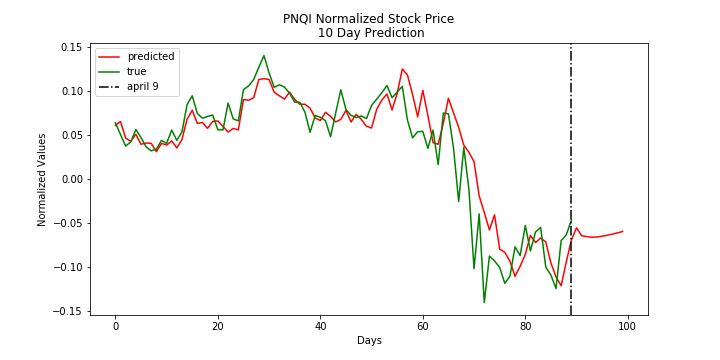 PNQI Normalized Stock Price
10 Day Prediction
predicted
true
april 9
Normalized Values
0.15
0.10
0.05
0.00
−0.05
−0.10
−0.15
0 20 40 60 80 100
Days